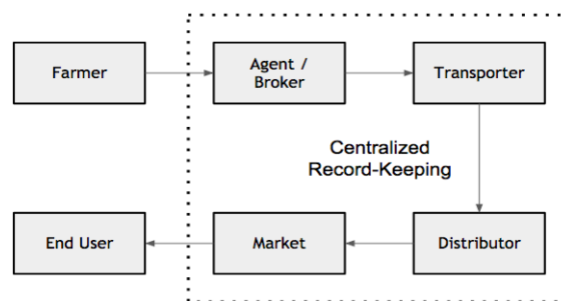 Farmer
Agent /
Broker
Transporter
Centralized
Record-Keeping
End User
Market
Distributor